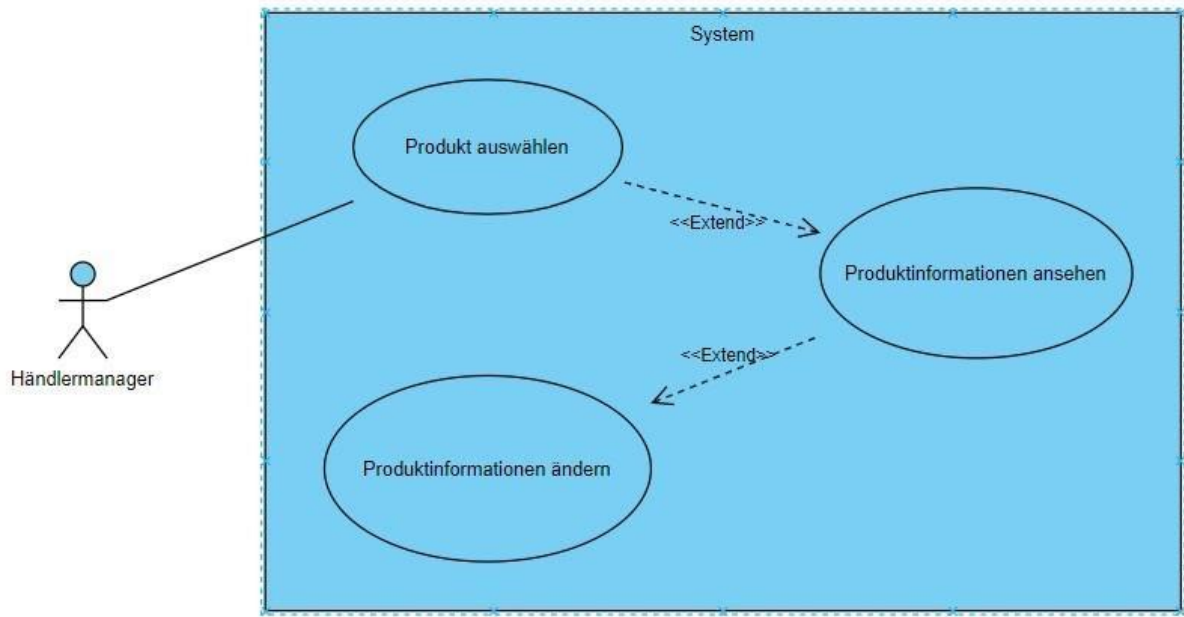 System
Produkt auswählen
<<Extend>>
Produktinformationen ansehen
<<Extend>>
Händlermanager
Produktinformationen ändern